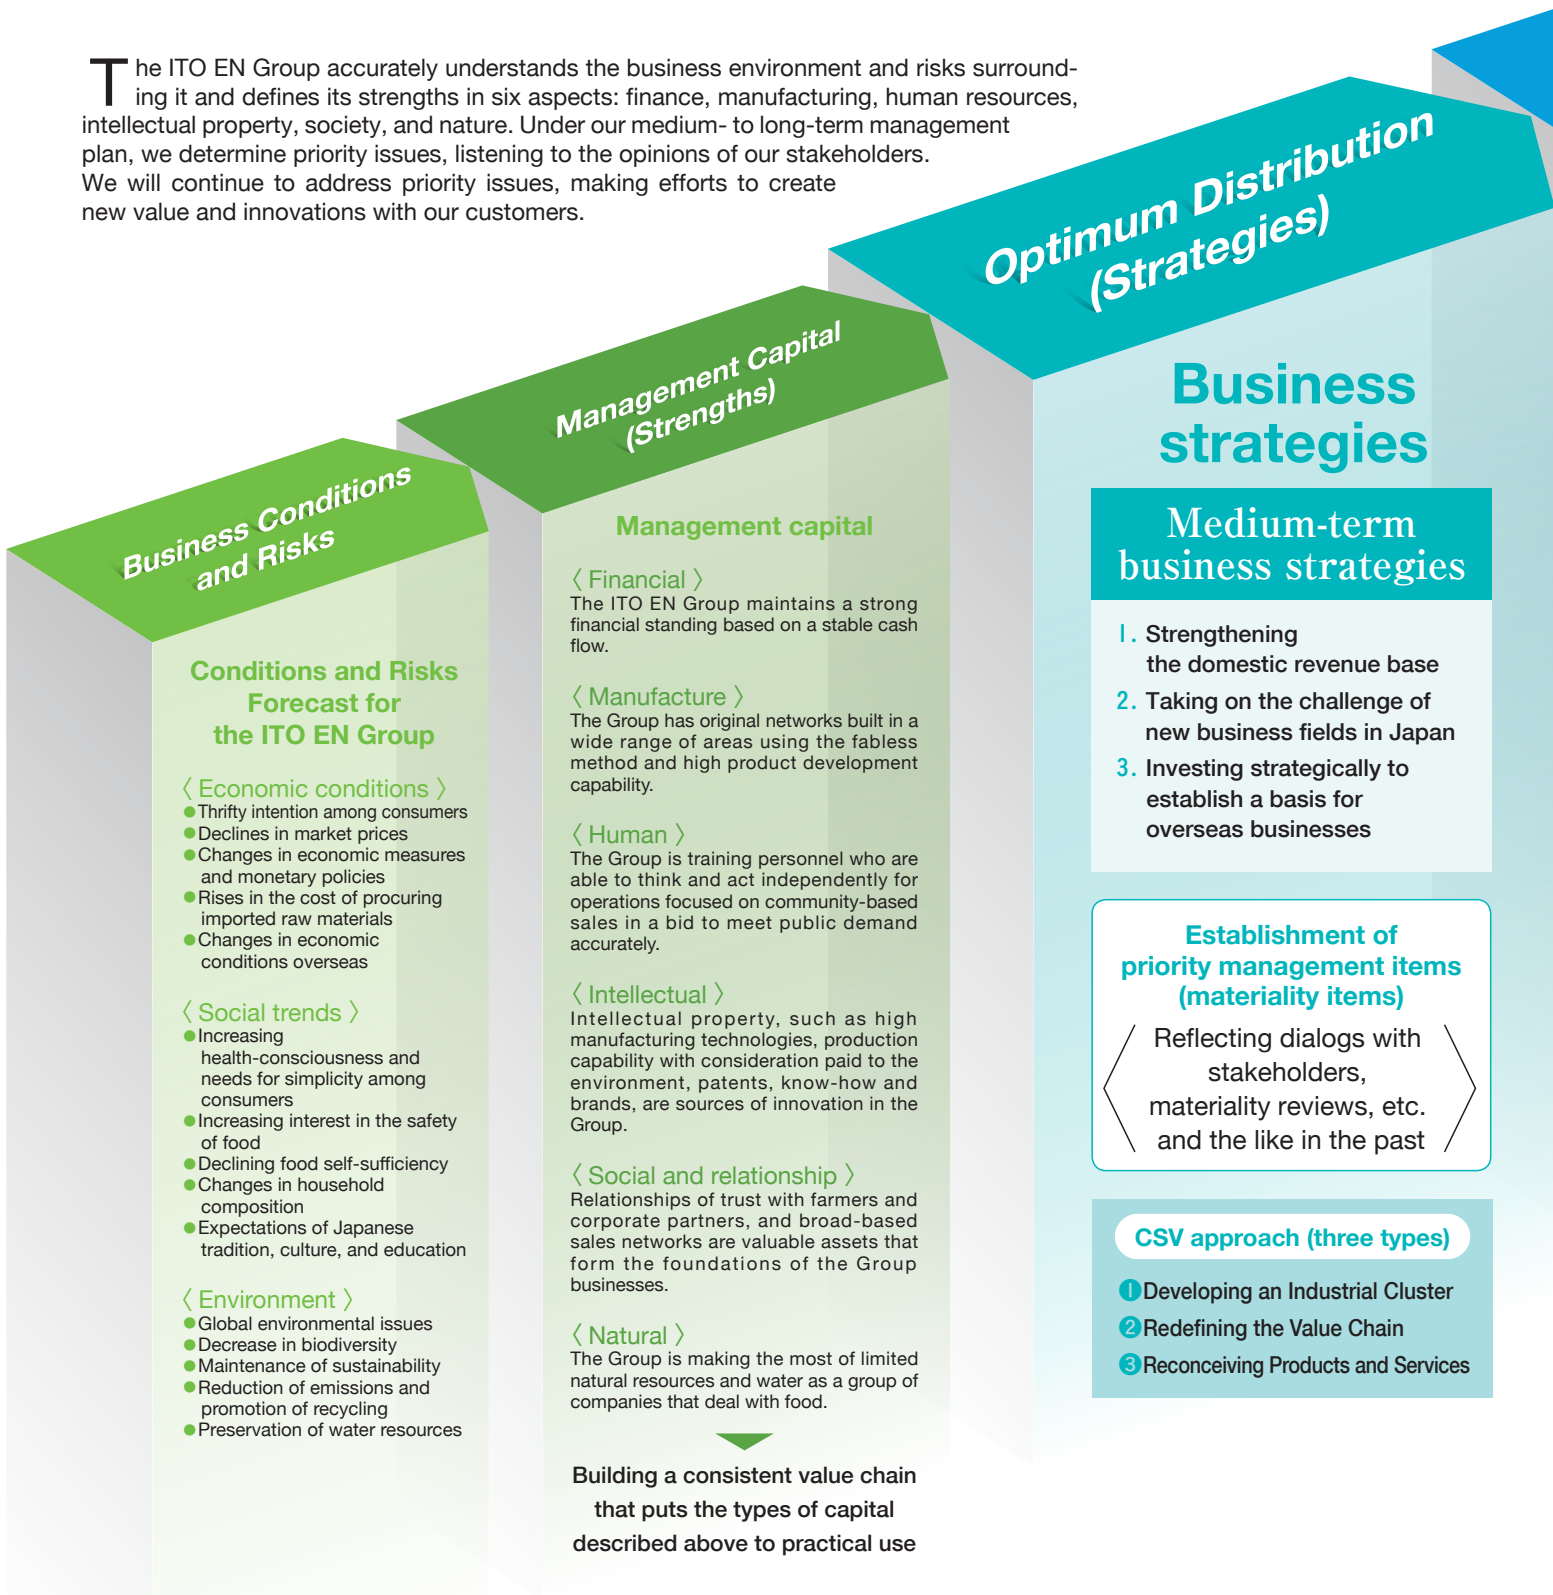 The ITO EN Group accurately understands the business environment and risks surround-
ing it and defines its strengths in six aspects: finance, manufacturing, human resources,
intellectual property, society, and nature. Under our medium- to long-term management
plan, we determine priority issues, listening to the opinions of our stakeholders.
We will continue to address priority issues, making efforts to create
new value and innovations with our customers.
Business Conditions
and Risks
Conditions and Risks
Forecast for
the ITO EN Group
〈 Economic conditions 〉
●Thrifty intention among consumers
●Declines in market prices
●Changes in economic measures
and monetary policies
●Rises in the cost of procuring
imported raw materials
●Changes in economic
conditions overseas
〈 Social trends 〉
●Increasing
health-consciousness and
needs for simplicity among
consumers
●Increasing interest in the safety
of food
●Declining food self-sufficiency
●Changes in household
composition
●Expectations of Japanese
tradition, culture, and education
〈 Environment 〉
●Global environmental issues
●Decrease in biodiversity
●Maintenance of sustainability
●Reduction of emissions and
promotion of recycling
●Preservation of water resources
Management Capital
(Strengths)
Management capital
〈 Financial 〉
The ITO EN Group maintains a strong
financial standing based on a stable cash
flow.
〈 Manufacture 〉
The Group has original networks built in a
wide range of areas using the fabless
method and high product development
capability.
〈 Human 〉
The Group is training personnel who are
able to think and act independently for
operations focused on community-based
sales in a bid to meet public demand
accurately.
〈 Intellectual 〉
Intellectual property, such as high
manufacturing technologies, production
capability with consideration paid to the
environment, patents, know-how and
brands, are sources of innovation in the
Group.
〈 Social and relationship 〉
Relationships of trust with farmers and
corporate partners, and broad-based
sales networks are valuable assets that
form the foundations of the Group
businesses.
〈 Natural 〉
The Group is making the most of limited
natural resources and water as a group of
companies that deal with food.
Building a consistent value chain
that puts the types of capital
described above to practical use
Optimum Distribution
(Strategies)
Business
strategies
Medium-term
business strategies
1. Strengthening
the domestic revenue base
2. Taking on the challenge of
new business fields in Japan
3. Investing strategically to
establish a basis for
overseas businesses
Establishment of
priority management items
(materiality items)
Reflecting dialogs with
stakeholders,
materiality reviews, etc.
and the like in the past
CSV approach (three types)
❶Developing an Industrial Cluster
❷Redefining the Value Chain
❸Reconceiving Products and Services